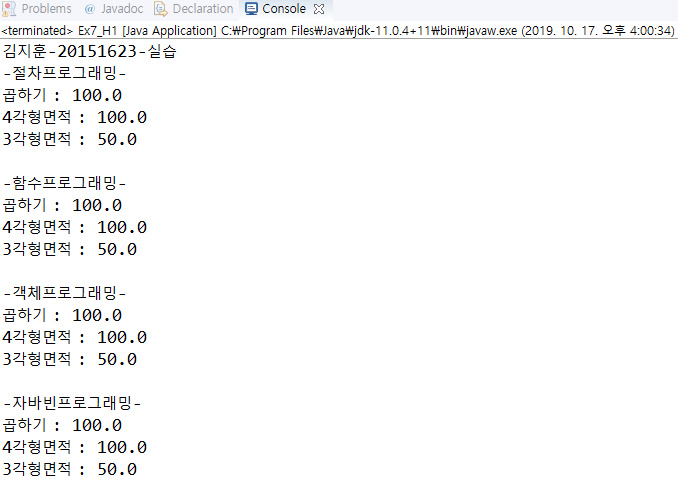 Problems @ Javadoc Declaration Console
<terminated> Ex7_H1 [Java Application] C:₩Program Files₩Java₩jdk-11.0.4+11₩bin₩javaw.exe (2019. 10. 17. 오후 4:00:34)
김지훈-20151623-실습
-절차프로그래밍-
곱하기 : 100.0
4각형면적 : 100.0
3각형면적 : 50.0

-함수프로그래밍-
곱하기 : 100.0
4각형면적 : 100.0
3각형면적 : 50.0

-객체프로그래밍-
곱하기 : 100.0
4각형면적 : 100.0
3각형면적 : 50.0

-자바빈프로그래밍-
곱하기 : 100.0
4각형면적 : 100.0
3각형면적 : 50.0